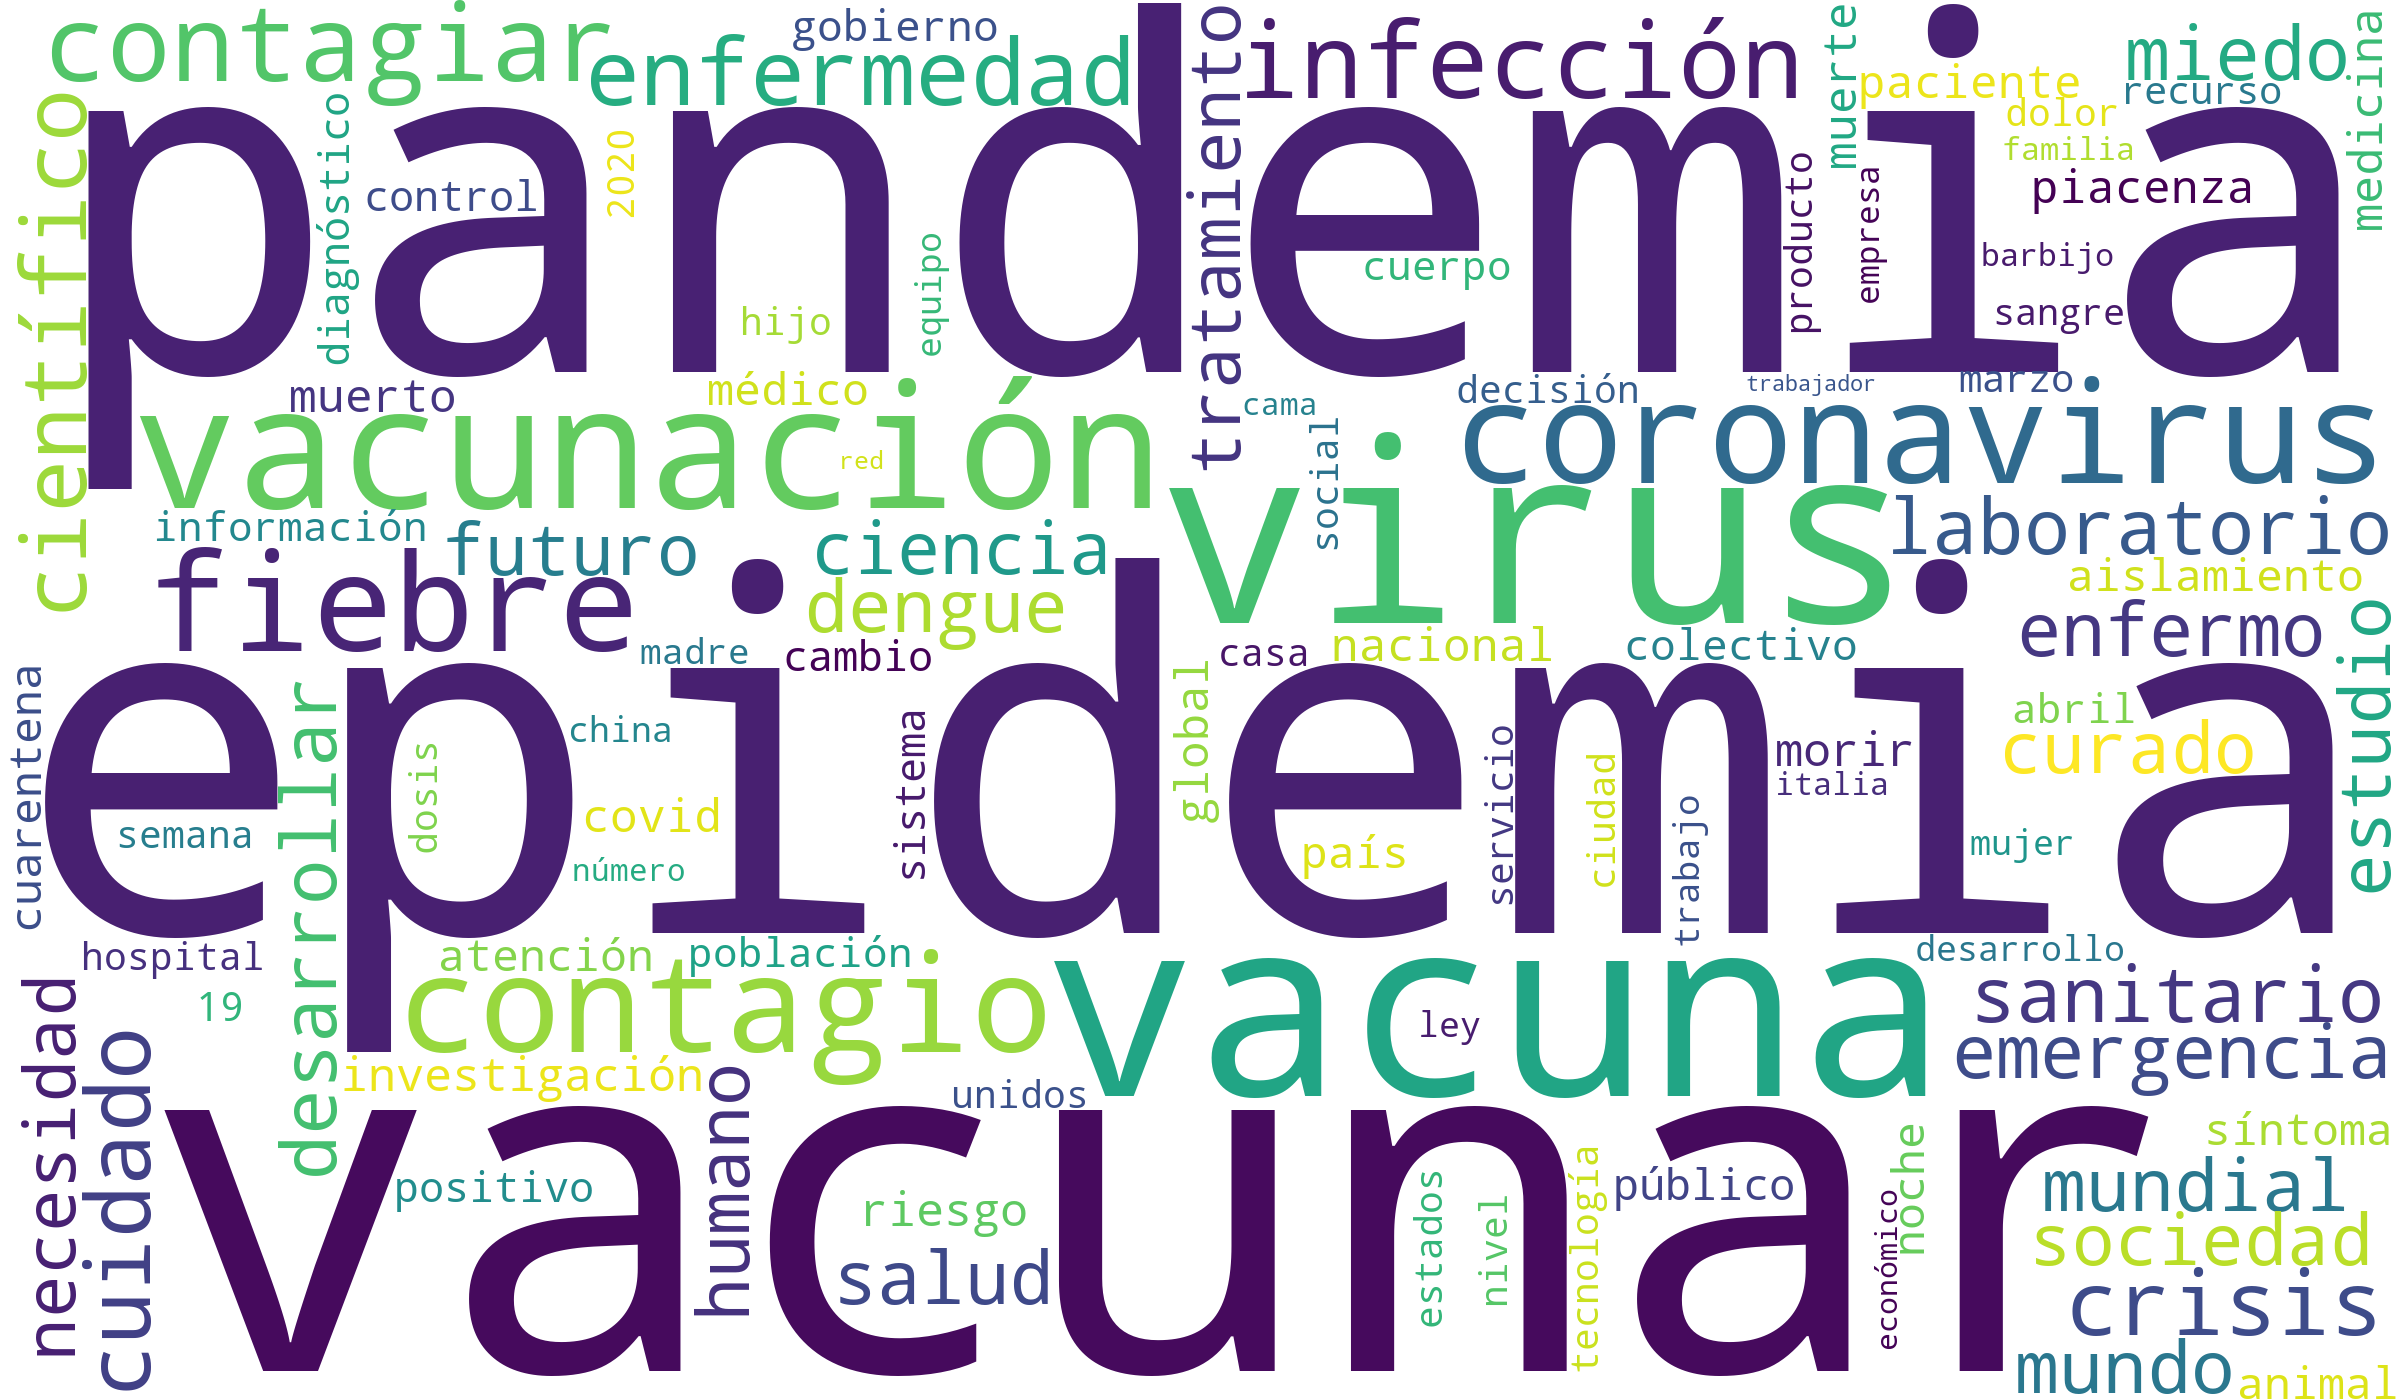 contagiar
gobierno
enfermedad
infección
tratamiento
muerte
miedo
paciente
recurso
dolor
familia
medicina
científico
diagnóstico
control
2020
pandemia
producto
empresa
piacenza
barbijo
sangre
cuerpo
hijo
equipo
muerto
médico
decisión
trabajador
marzo
cama
vacunación
red
social
coronavirus
virus
laboratorio
información
futuro
ciencia
aislamiento
fiebre
dengue
enfermo
madre
cambio
casa
nacional
colectivo
estudio
cuarentena
desarrollar
china
sistema
global
abril
curado
morir
italia
epidemia
dosis
semana
covid
número
país
servicio
ciudad
trabajo
mujer
hospital
atención
población
desarrollo
19
contagio
vacuna
ley
sanitario
emergencia
necesidad
cuidado
investigación
humano
unidos
vacunar
positivo
riesgo
salud
estados
nivel
tecnología
público
económico
noche
síntoma
mundial
sociedad
crisis
mundo
animal